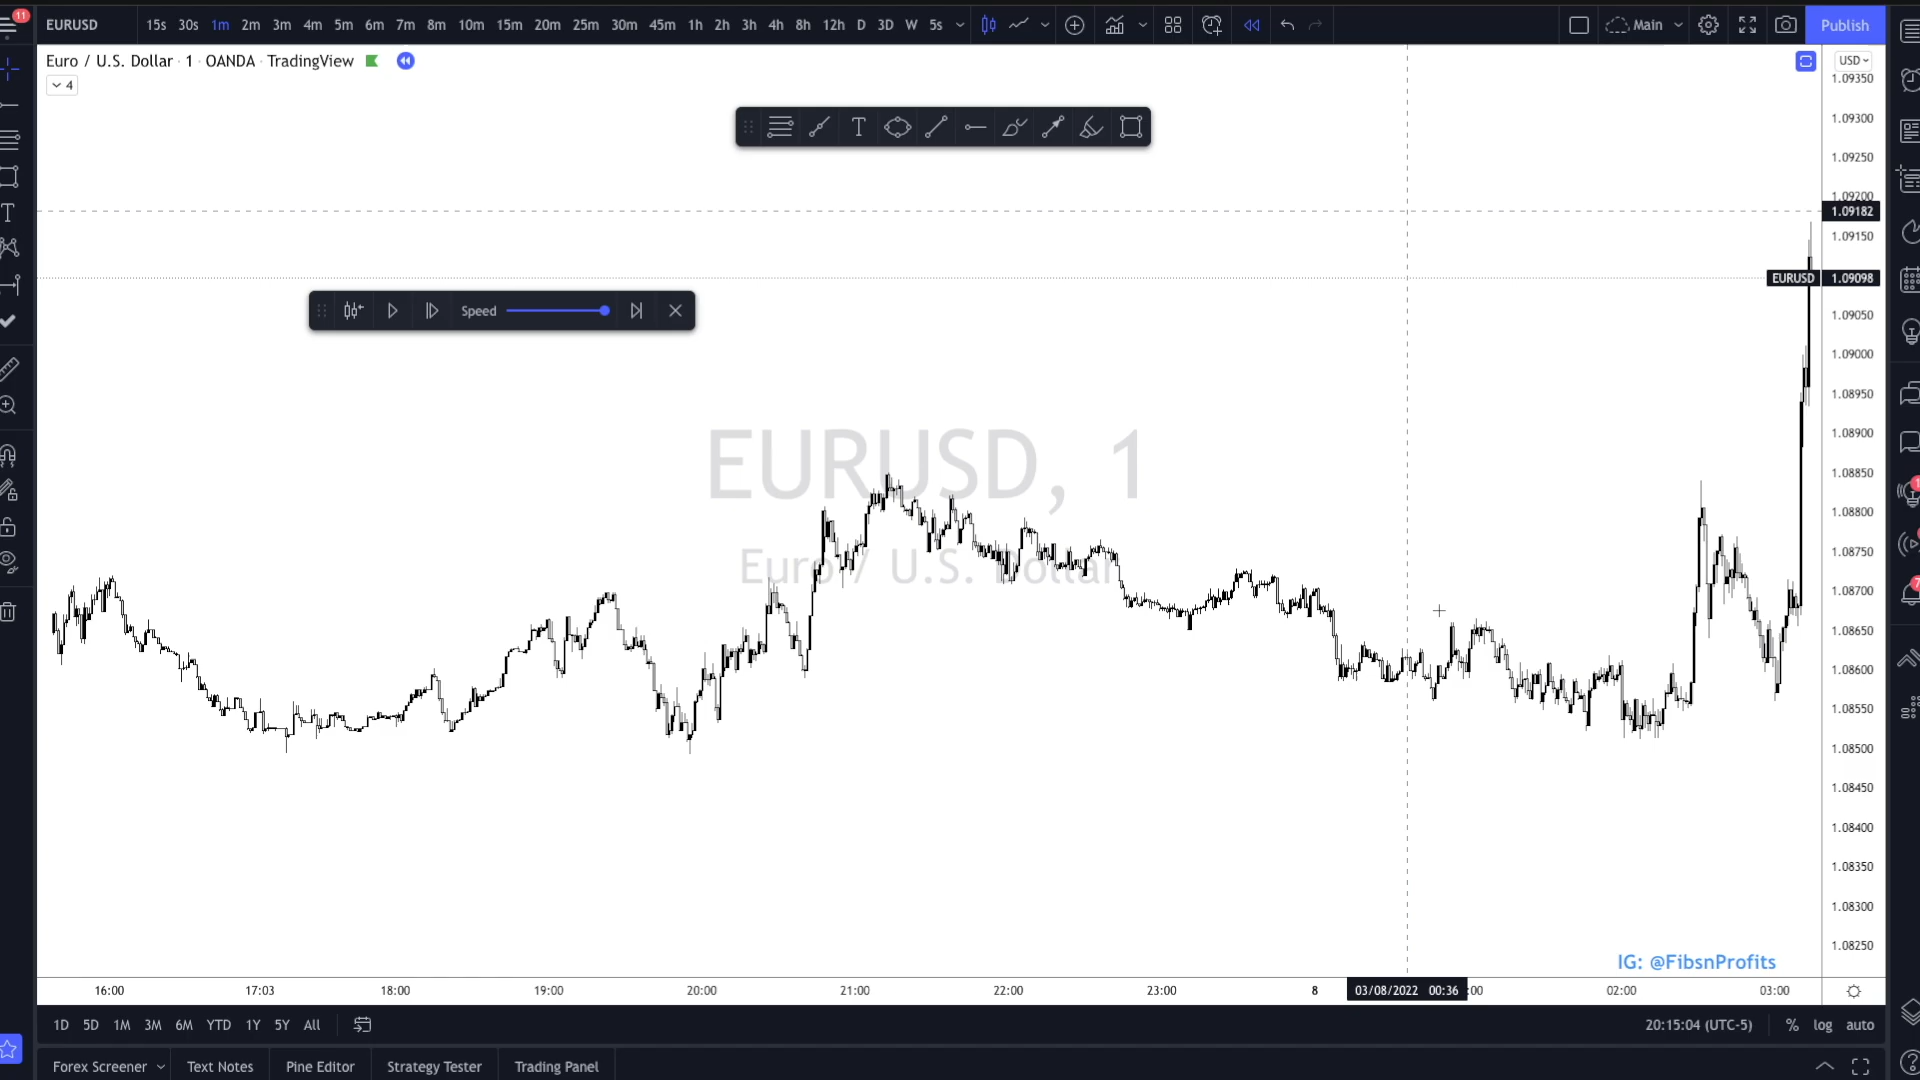 11
EURUSD 15s 30s 1m 2m 3m 4m 5m 6m 7m 8m 10m 15m 20m 25m 30m 45m 1h 2h 3h 4h 8h 12h D 3D W 5s Main Publish
Euro / U.S. Dollar · 1 · OANDA · TradingView USD
4
1.09350
1.09300
1.09250
1.09200
1.09182
1.09150
EURUSD 1.09098
Speed
1.09050
1.09000
1.08950
1.08900
EURUSD, 1
1.08850
1.08800
1.08750
Euro / U.S. Dollar
1.08700
1.08650
1.08600
1.08550
1.08500
1.08450
1.08400
1.08350
1.08300
1.08250
IG: @FibsnProfits
16:00 17:03 18:00 19:00 20:00 21:00 22:00 23:00 8 03/08/2022 00:36 :00 02:00 03:00
1D 5D 1M 3M 6M YTD 1Y 5Y All 20:15:04 (UTC-5) % log auto
Forex Screener Text Notes Pine Editor Strategy Tester Trading Panel